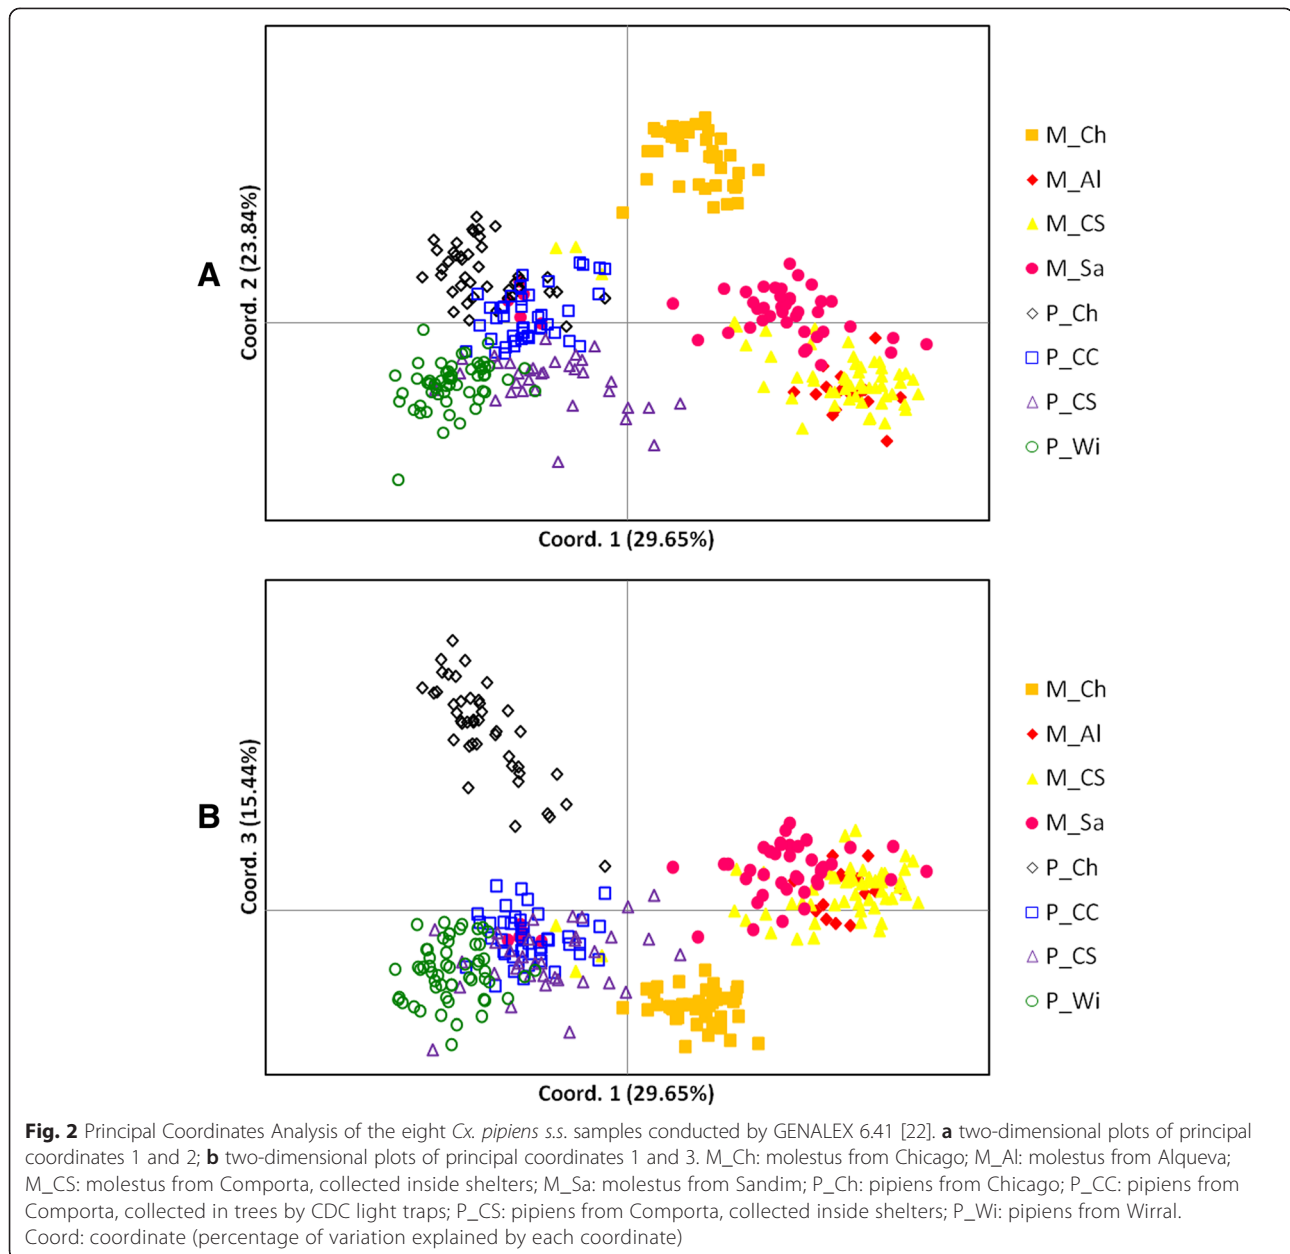 A
Coord. 2 (23.84%)
Coord. 1 (29.65%)
M_Ch
M_Al
M_CS
M_Sa
P_Ch
P_CC
P_CS
P_Wi
B
Coord. 3 (15.44%)
Coord. 1 (29.65%)
M_Ch
M_Al
M_CS
M_Sa
P_Ch
P_CC
P_CS
P_Wi
Fig. 2 Principal Coordinates Analysis of the eight Cx. pipiens s.s. samples conducted by GENALEX 6.41 [22]. a two-dimensional plots of principal
coordinates 1 and 2; b two-dimensional plots of principal coordinates 1 and 3. M_Ch: molestus from Chicago; M_Al: molestus from Alqueva;
M_CS: molestus from Comporta, collected inside shelters; M_Sa: molestus from Sandim; P_Ch: pipiens from Chicago; P_CC: pipiens from
Comporta, collected in trees by CDC light traps; P_CS: pipiens from Comporta, collected inside shelters; P_Wi: pipiens from Wirral.
Coord: coordinate (percentage of variation explained by each coordinate)